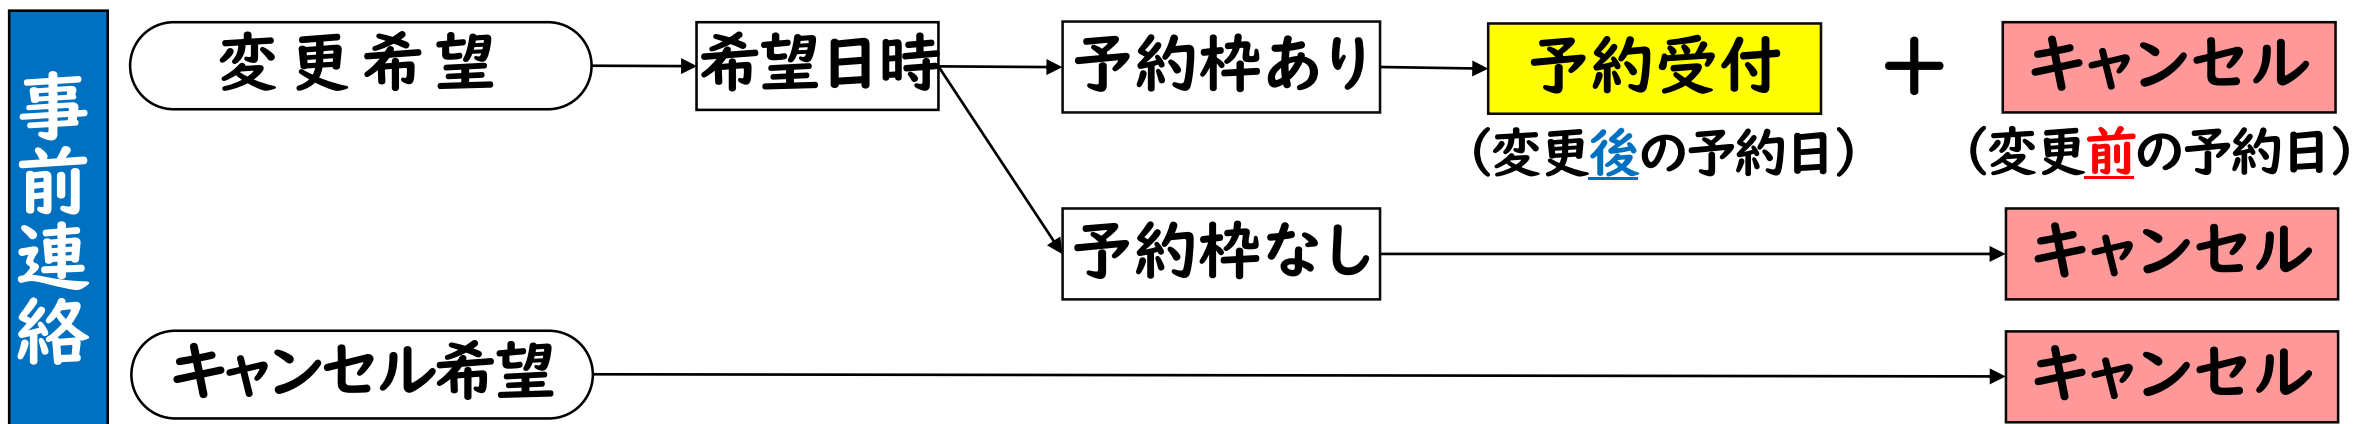 事前連絡
変更希望
希望日時
予約枠あり
予約受付
＋
キャンセル
（変更後の予約日）
（変更前の予約日）
予約枠なし
キャンセル
キャンセル希望
キャンセル